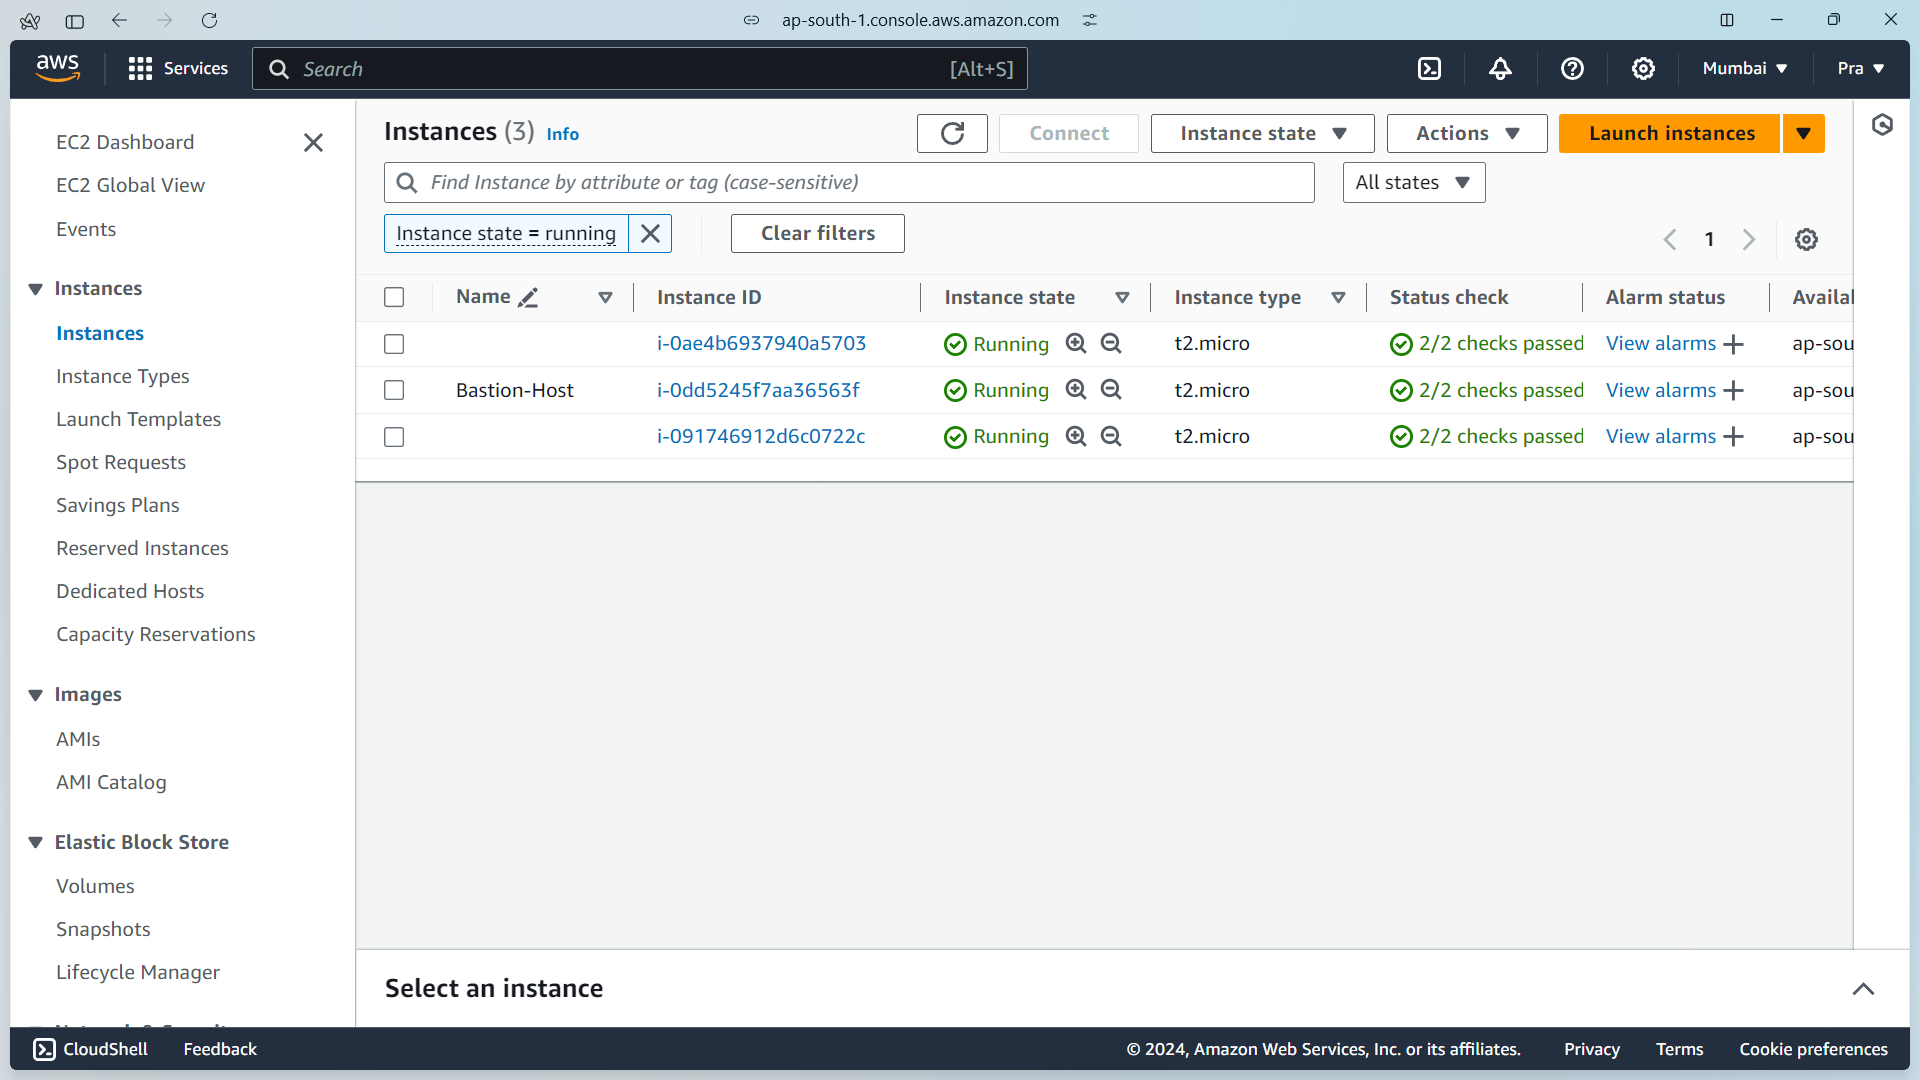 ap-south-1.console.aws.amazon.com
aws
Services
Search
[Alt+S]
Mumbai
Pra
EC2 Dashboard
EC2 Global View
Events
Instances
Instances
Instance Types
Launch Templates
Spot Requests
Savings Plans
Reserved Instances
Dedicated Hosts
Capacity Reservations
Images
AMIs
AMI Catalog
Elastic Block Store
Volumes
Snapshots
Lifecycle Manager
Instances (3) Info
Connect
Instance state
Actions
Launch instances
Find Instance by attribute or tag (case-sensitive)
All states
Instance state = running
Clear filters
1
Name Instance ID Instance state Instance type Status check Alarm status Availal
i-0ae4b6937940a5703 Running t2.micro 2/2 checks passed View alarms ap-sou
Bastion-Host i-0dd5245f7aa36563f Running t2.micro 2/2 checks passed View alarms ap-sou
i-091746912d6c0722c Running t2.micro 2/2 checks passed View alarms ap-sou
Select an instance
CloudShell
Feedback
© 2024, Amazon Web Services, Inc. or its affiliates.
Privacy
Terms
Cookie preferences